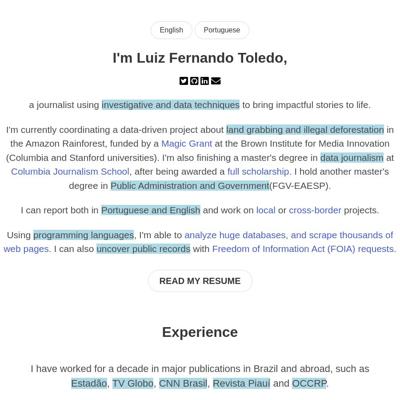 English Portuguese
I'm Luiz Fernando Toledo,
a journalist using investigative and data techniques to bring impactful stories to life.
I'm currently coordinating a data-driven project about land grabbing and illegal deforestation in
the Amazon Rainforest, funded by a Magic Grant at the Brown Institute for Media Innovation
(Columbia and Stanford universities). I'm also finishing a master's degree in data journalism at
Columbia Journalism School, after being awarded a full scholarship. I hold another master's
degree in Public Administration and Government(FGV-EAESP).
I can report both in Portuguese and English and work on local or cross-border projects.
Using programming languages, I'm able to analyze huge databases, and scrape thousands of
web pages. I can also uncover public records with Freedom of Information Act (FOIA) requests.
READ MY RESUME
Experience
I have worked for a decade in major publications in Brazil and abroad, such as
Estadão, TV Globo, CNN Brasil, Revista Piauí and OCCRP.